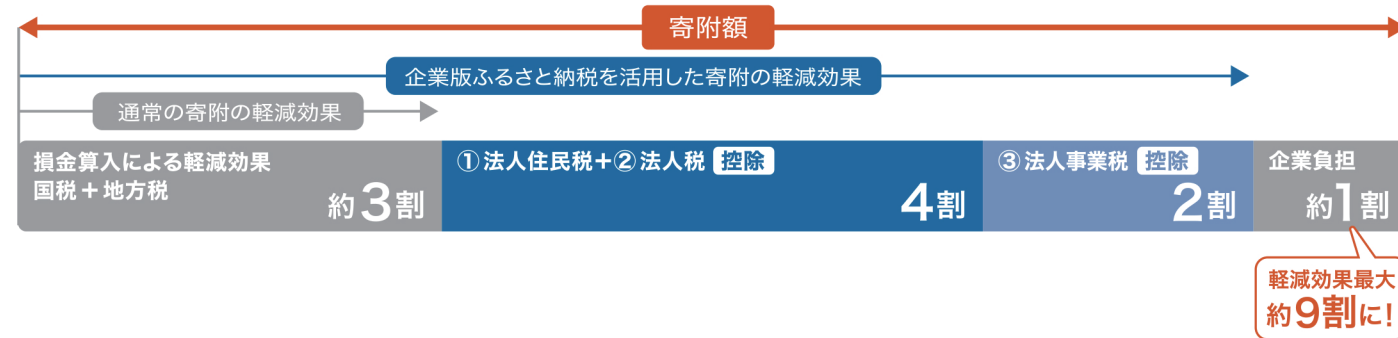 寄附額
企業版ふるさと納税を活用した寄附の軽減効果
通常の寄附の軽減効果
損金算入による軽減効果
国税+地方税
約3割
①法人住民税+②法人税 控除
4割
③法人事業税 控除
2割
企業負担
約1割
軽減効果最大
約9割に!